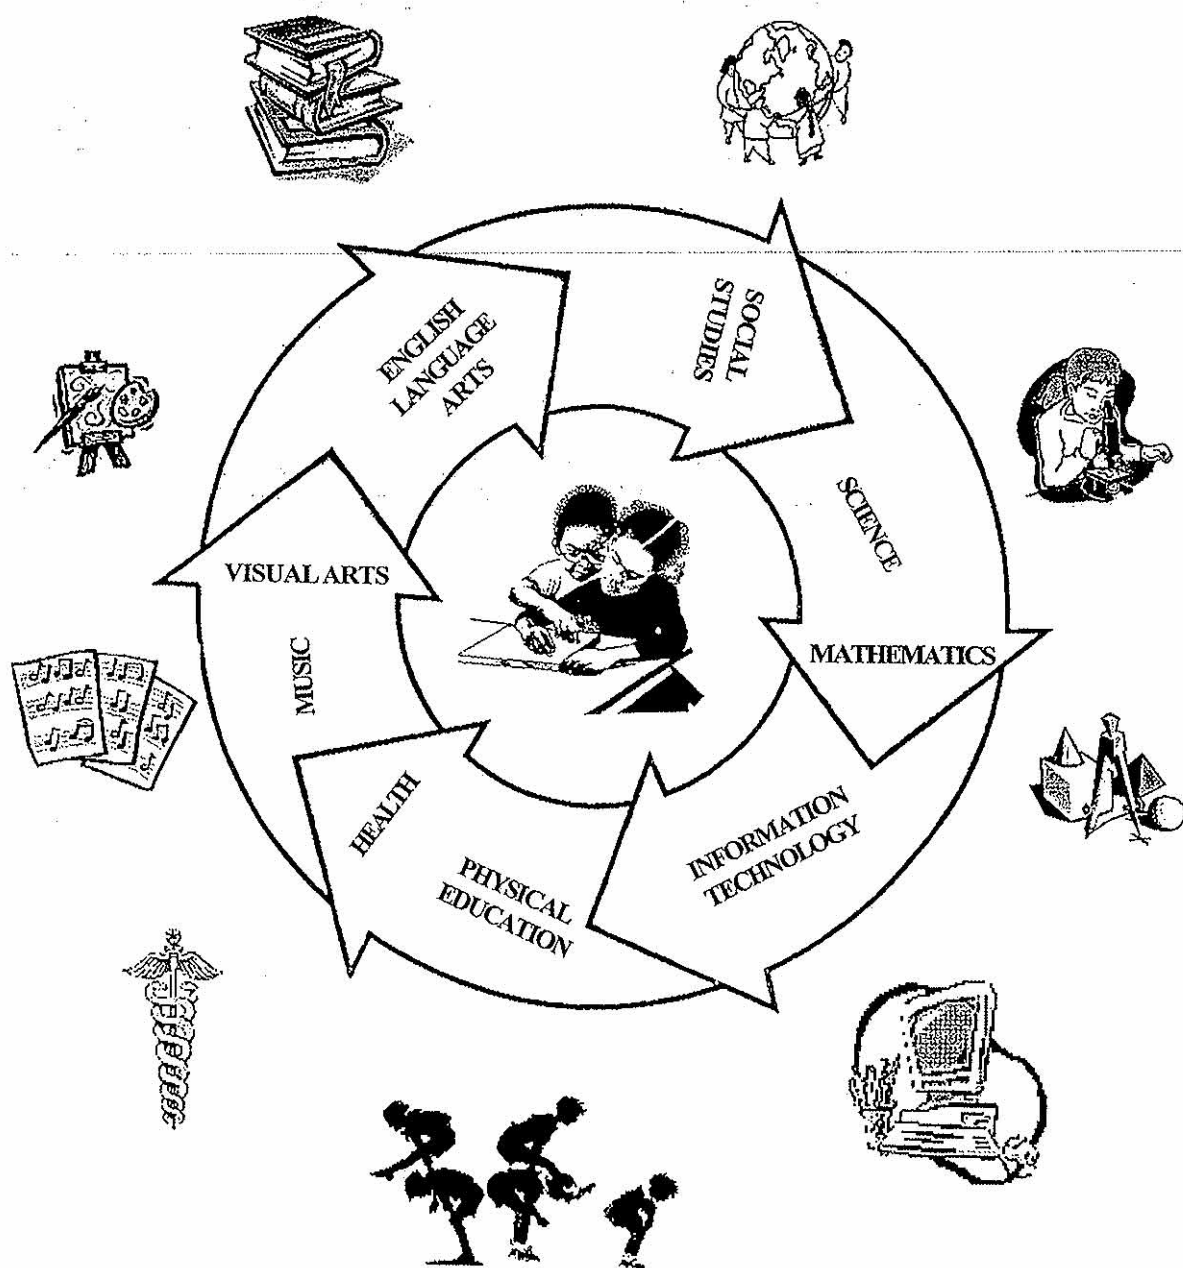 ENGLISH
LANGUAGE
ARTS
SOCIAL
STUDIES
SCIENCE
MATHEMATICS
INFORMATION
TECHNOLOGY
PHYSICAL
EDUCATION
HEALTH
MUSIC
VISUAL ARTS